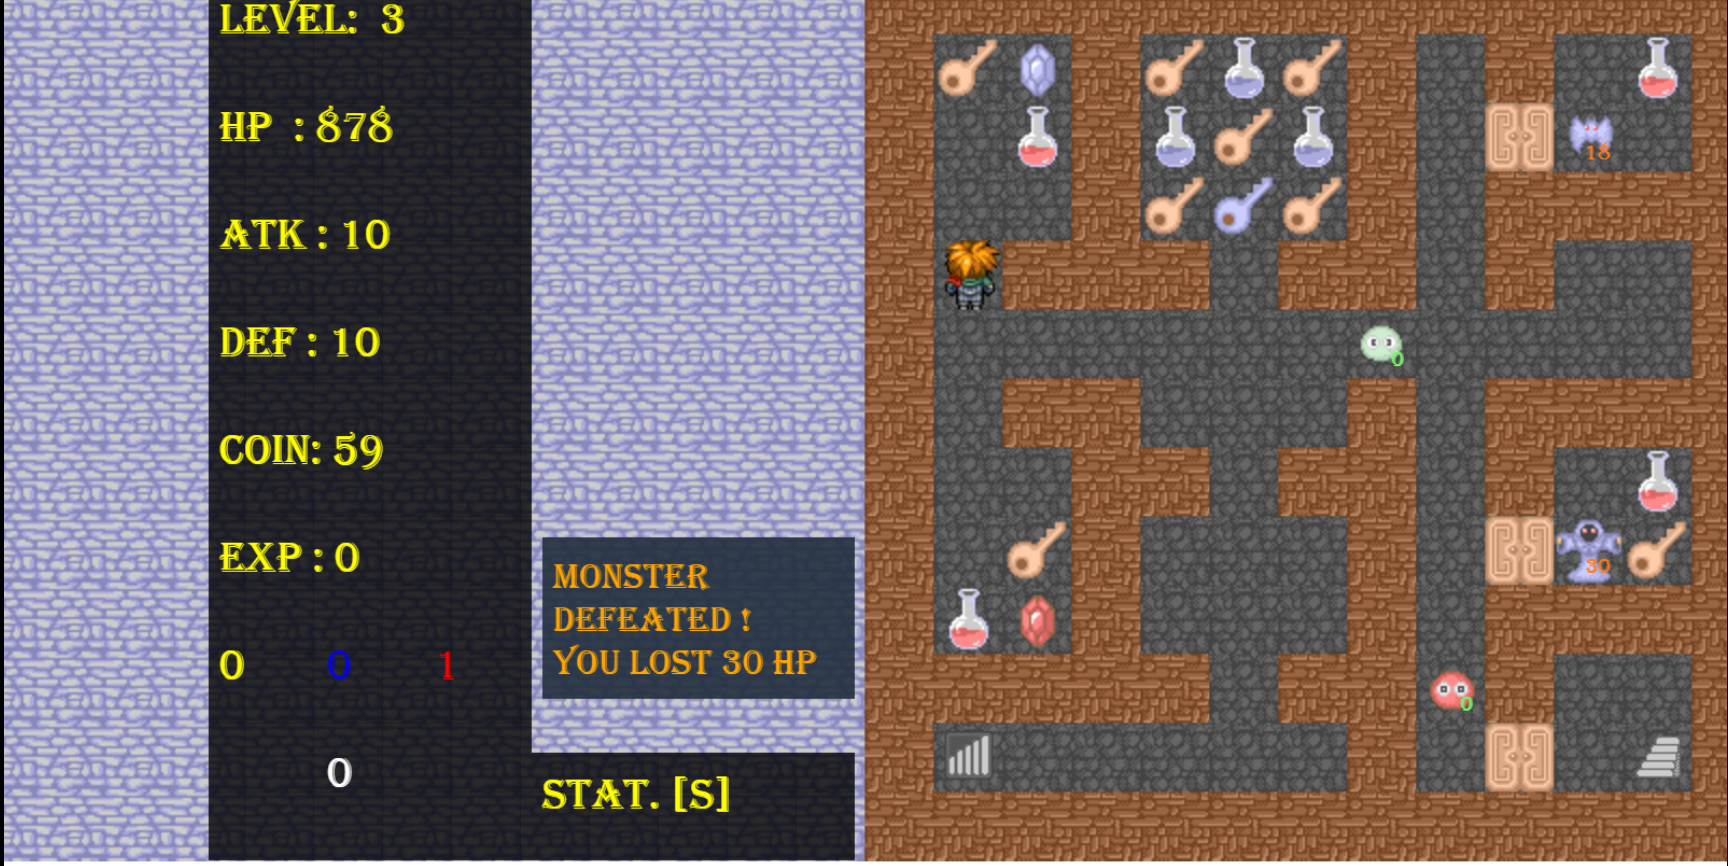 LEVEL: 3
HP : 878
ATK : 10
DEF : 10
COIN: 59
EXP : 0
0 0 1
0
MONSTER
DEFEATED !
YOU LOST 30 HP
STAT. [S]
18
0
30
0